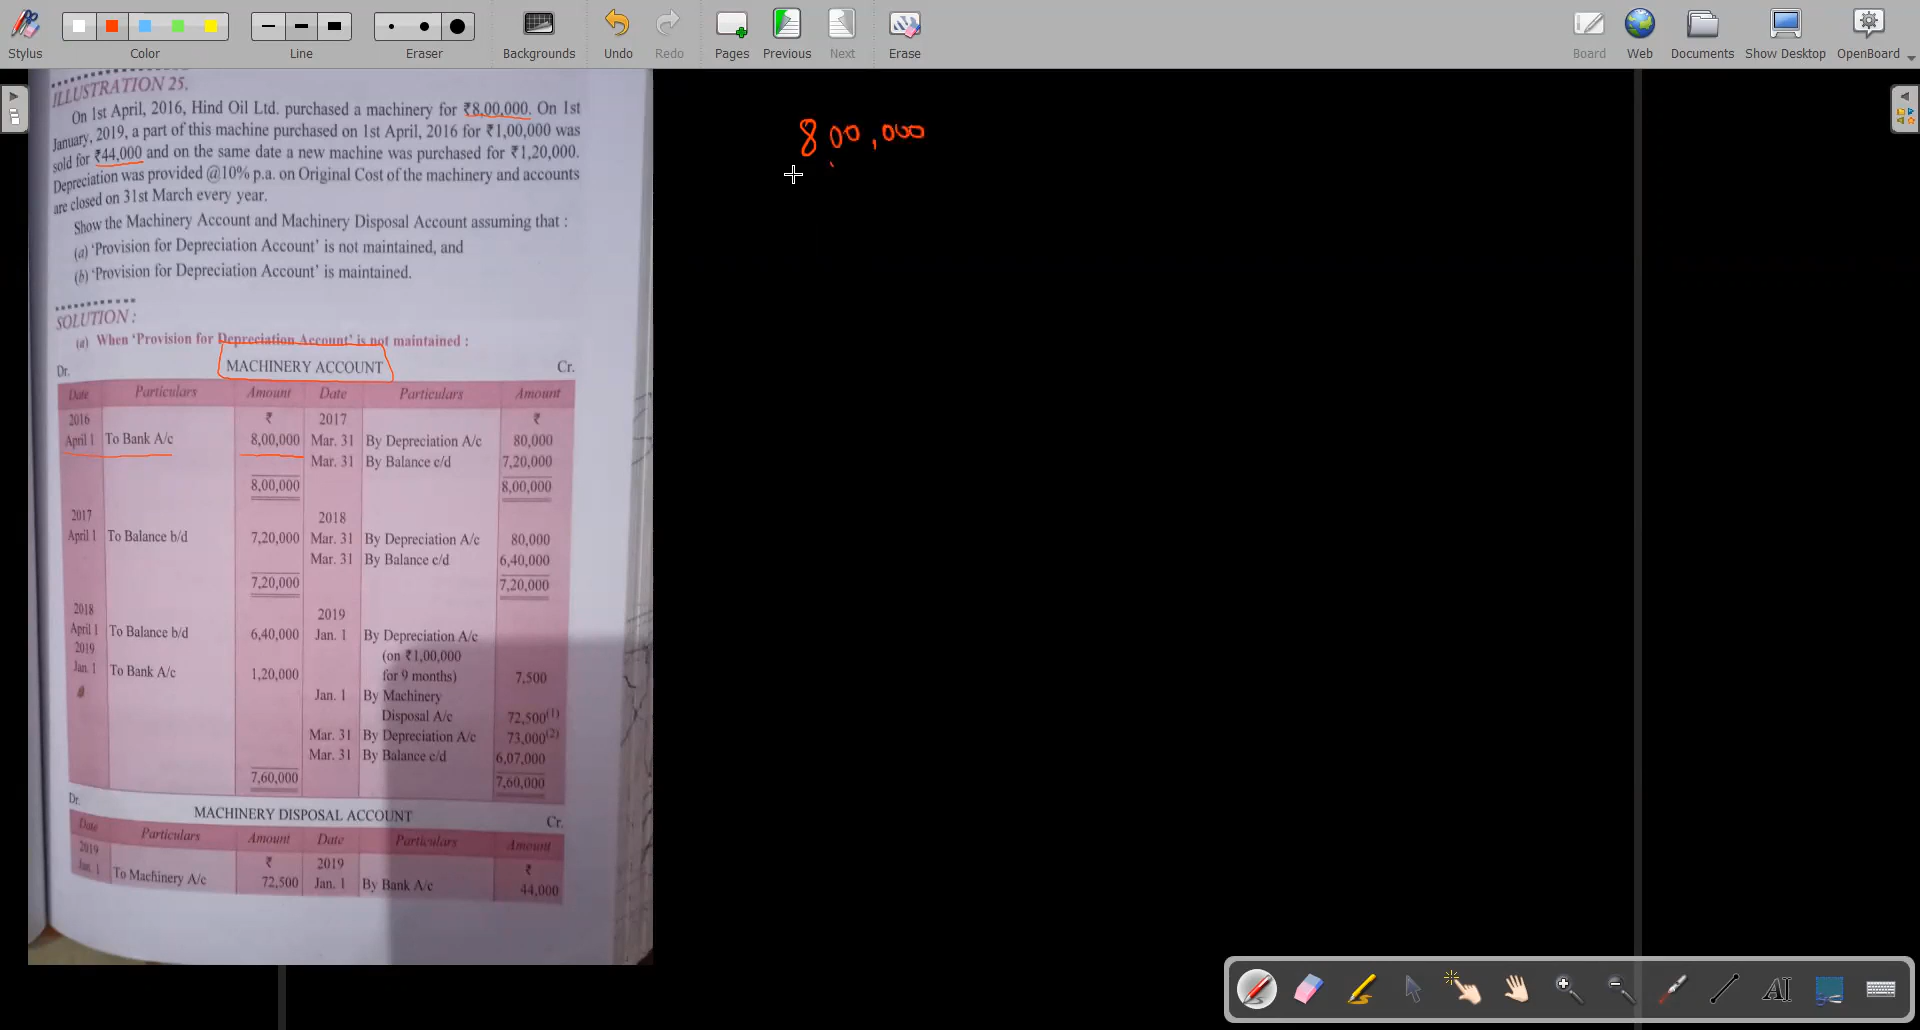 Stylus Color Line Eraser Backgrounds Undo Redo Pages Previous Next Erase Board Web Documents Show Desktop OpenBoard
ILLUSTRATION 25.
On 1st April, 2016, Hind Oil Ltd. purchased a machinery for ₹8,00,000. On 1st
January, 2019, a part of this machine purchased on 1st April, 2016 for ₹1,00,000 was
sold for ₹44,000 and on the same date a new machine was purchased for ₹1,20,000.
Depreciation was provided @10% p.a. on Original Cost of the machinery and accounts
are closed on 31st March every year.
Show the Machinery Account and Machinery Disposal Account assuming that :
(a) 'Provision for Depreciation Account' is not maintained, and
(b) 'Provision for Depreciation Account' is maintained.
SOLUTION :
(a) When 'Provision for Depreciation Account' is not maintained :
Dr. MACHINERY ACCOUNT Cr.
Date Particulars Amount Date Particulars Amount
2016 ₹ 2017 ₹
April 1 To Bank A/c 8,00,000 Mar. 31 By Depreciation A/c 80,000
Mar. 31 By Balance c/d 7,20,000
8,00,000 8,00,000
2017 2018
April 1 To Balance b/d 7,20,000 Mar. 31 By Depreciation A/c 80,000
Mar. 31 By Balance c/d 6,40,000
7,20,000 7,20,000
2018 2019
April 1 To Balance b/d 6,40,000 Jan. 1 By Depreciation A/c
2019 (on ₹1,00,000
Jan. 1 To Bank A/c 1,20,000 for 9 months) 7,500
Jan. 1 By Machinery
Disposal A/c 72,500(1)
Mar. 31 By Depreciation A/c 73,000(2)
Mar. 31 By Balance c/d 6,07,000
7,60,000 7,60,000
Dr. MACHINERY DISPOSAL ACCOUNT Cr.
Date Particulars Amount Date Particulars Amount
2019 ₹ 2019 ₹
Jan. 1 To Machinery A/c 72,500 Jan. 1 By Bank A/c 44,000
800,000